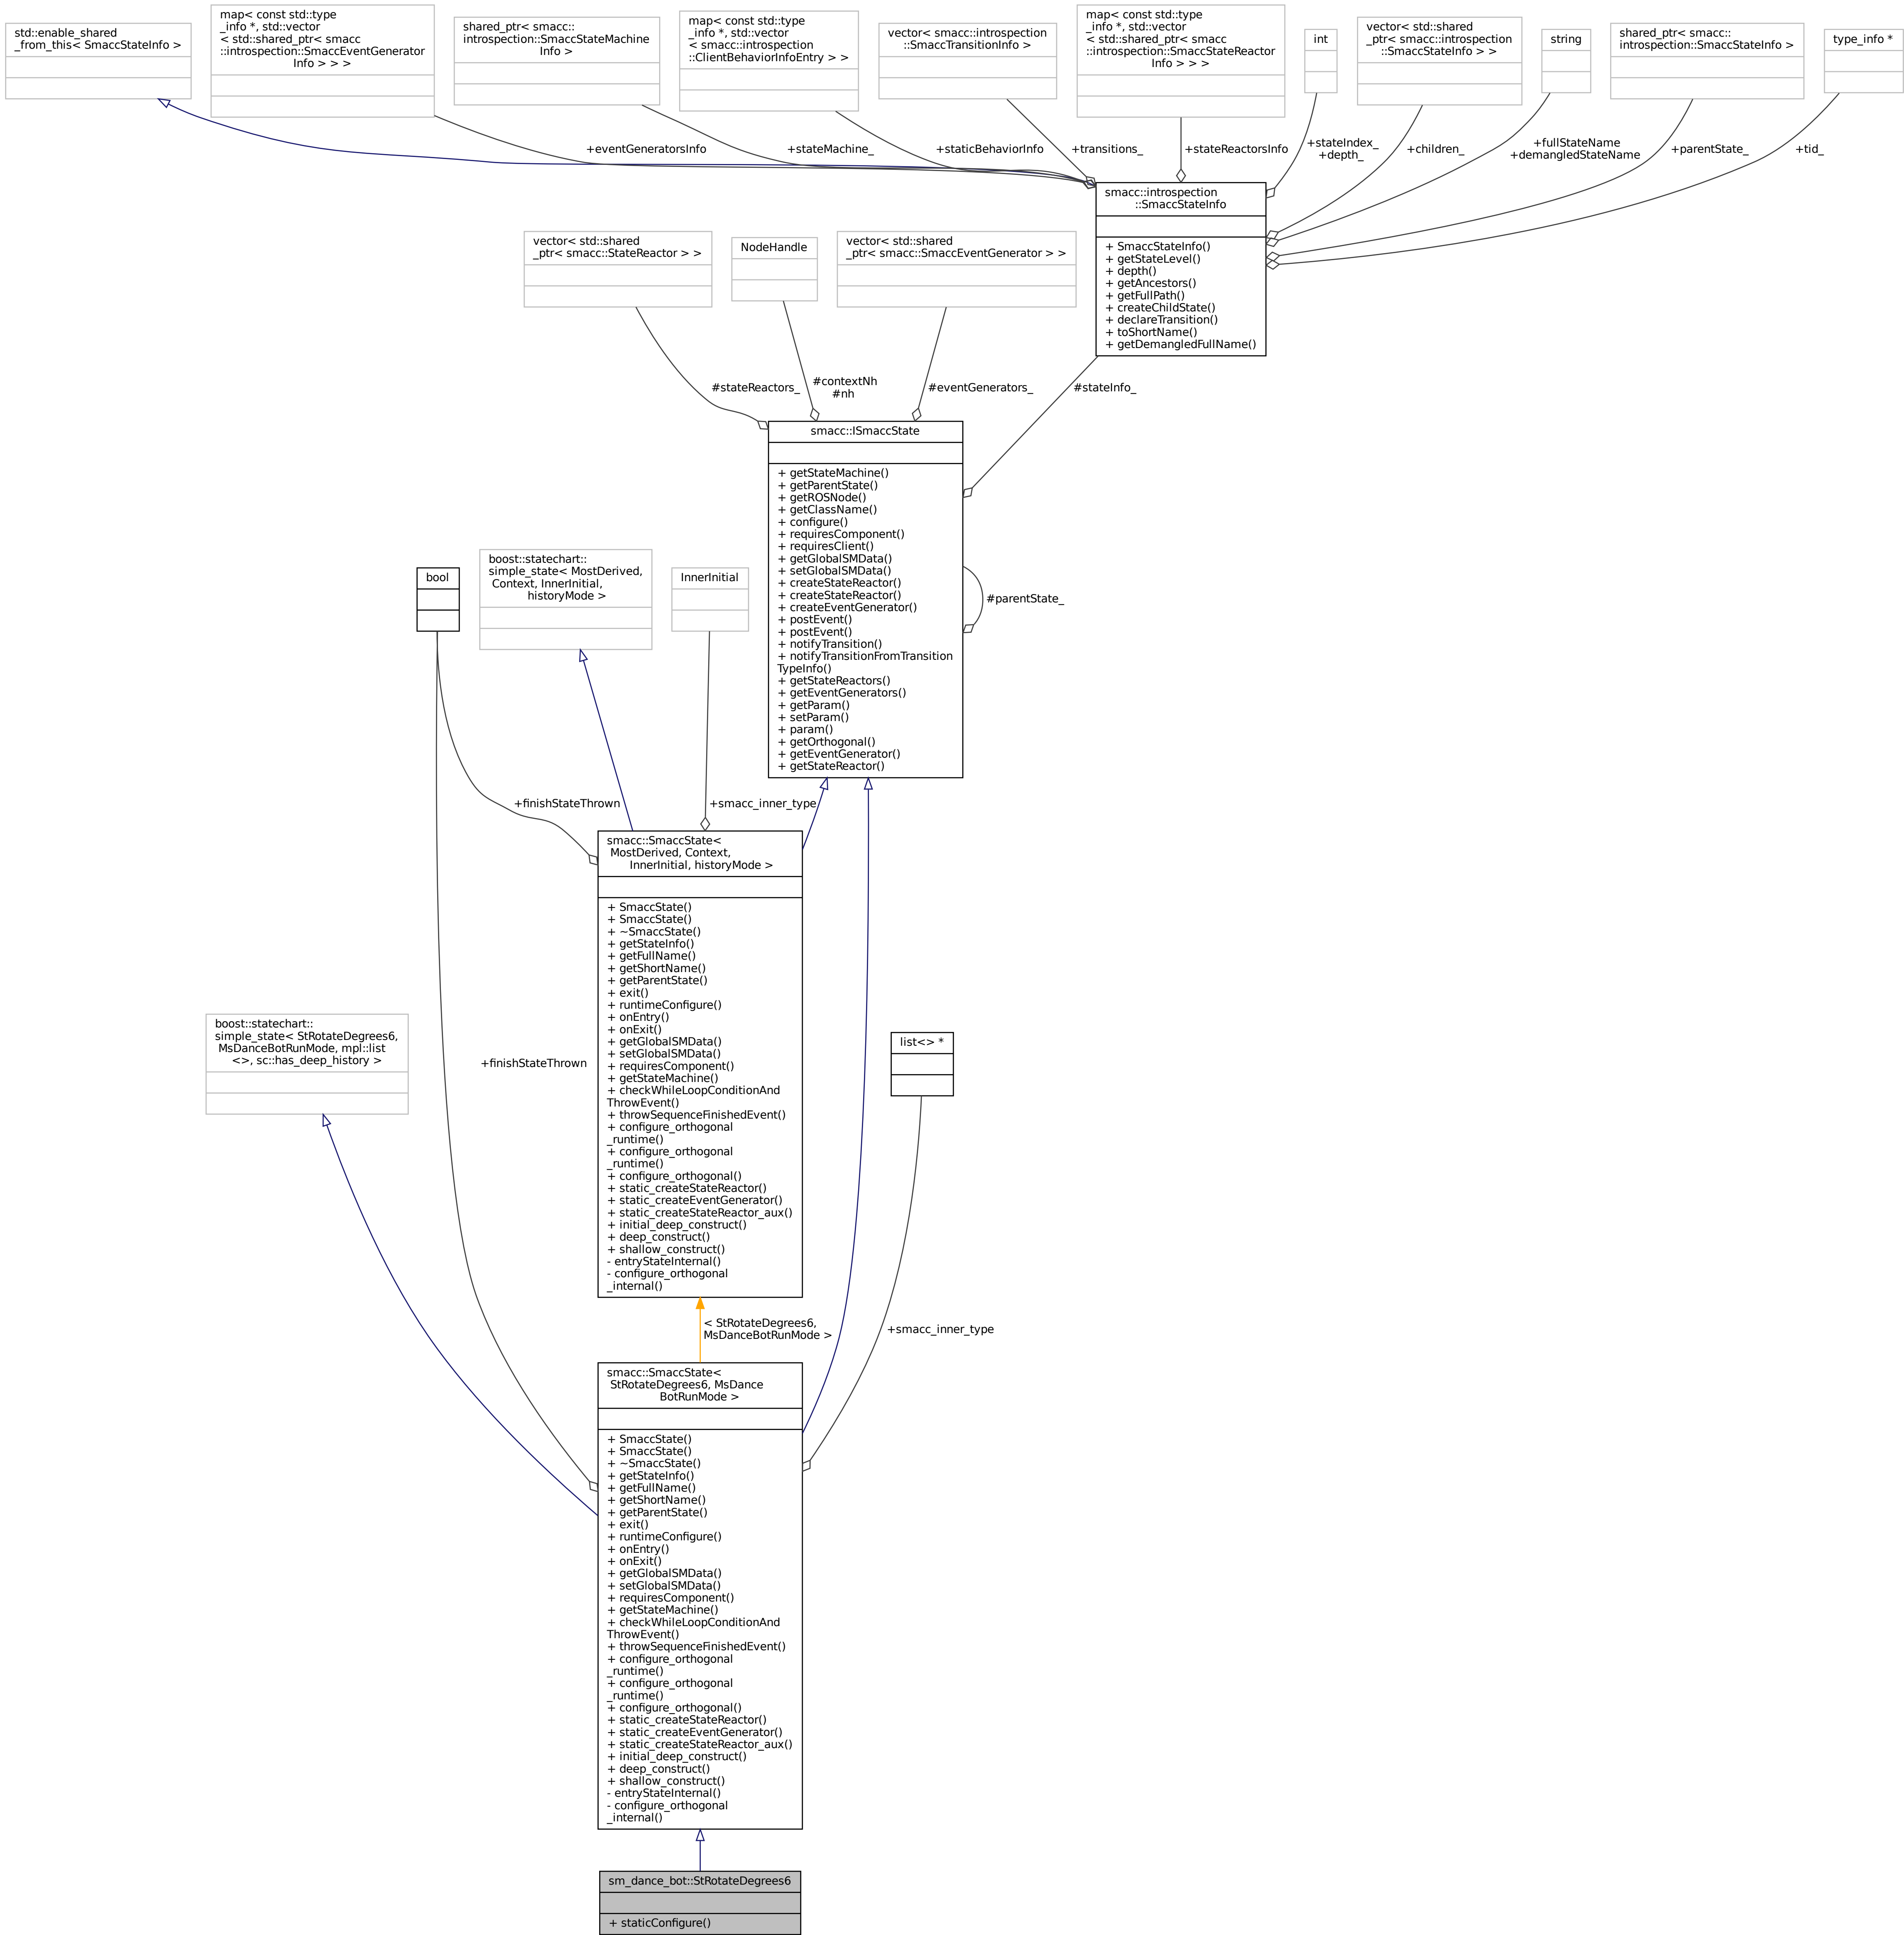 std::enable_shared
_from_this< SmaccStateInfo >
map< const std::type
_info *, std::vector
< std::shared_ptr< smacc
::introspection::SmaccEventGenerator
Info > > >
shared_ptr< smacc::
introspection::SmaccStateMachine
Info >
map< const std::type
_info *, std::vector
< smacc::introspection
::ClientBehaviorInfoEntry > >
vector< smacc::introspection
::SmaccTransitionInfo >
map< const std::type
_info *, std::vector
< std::shared_ptr< smacc
::introspection::SmaccStateReactor
Info > > >
int
vector< std::shared
_ptr< smacc::introspection
::SmaccStateInfo > >
string
shared_ptr< smacc::
introspection::SmaccStateInfo >
type_info *
+eventGeneratorsInfo
+stateMachine_
+staticBehaviorInfo
+transitions_
+stateReactorsInfo
+stateIndex_
+depth_
+children_
+fullStateName
+demangledStateName
+parentState_
+tid_
smacc::introspection
::SmaccStateInfo
+ SmaccStateInfo()
+ getStateLevel()
+ depth()
+ getAncestors()
+ getFullPath()
+ createChildState()
+ declareTransition()
+ toShortName()
+ getDemangledFullName()
vector< std::shared
_ptr< smacc::StateReactor > >
NodeHandle
vector< std::shared
_ptr< smacc::SmaccEventGenerator > >
#stateReactors_
#contextNh
#nh
#eventGenerators_
#stateInfo_
smacc::ISmaccState
+ getStateMachine()
+ getParentState()
+ getROSNode()
+ getClassName()
+ configure()
+ requiresComponent()
+ requiresClient()
+ getGlobalSMData()
+ setGlobalSMData()
+ createStateReactor()
+ createStateReactor()
+ createEventGenerator()
+ postEvent()
+ postEvent()
+ notifyTransition()
+ notifyTransitionFromTransition
TypeInfo()
+ getStateReactors()
+ getEventGenerators()
+ getParam()
+ setParam()
+ param()
+ getOrthogonal()
+ getEventGenerator()
+ getStateReactor()
#parentState_
bool
boost::statechart::
simple_state< MostDerived,
Context, InnerInitial,
historyMode >
InnerInitial
+finishStateThrown
+smacc_inner_type
smacc::SmaccState<
MostDerived, Context,
InnerInitial, historyMode >
+ SmaccState()
+ SmaccState()
+ ~SmaccState()
+ getStateInfo()
+ getFullName()
+ getShortName()
+ getParentState()
+ exit()
+ runtimeConfigure()
+ onEntry()
+ onExit()
+ getGlobalSMData()
+ setGlobalSMData()
+ requiresComponent()
+ getStateMachine()
+ checkWhileLoopConditionAnd
ThrowEvent()
+ throwSequenceFinishedEvent()
+ configure_orthogonal
_runtime()
+ configure_orthogonal
_runtime()
+ configure_orthogonal()
+ static_createStateReactor()
+ static_createEventGenerator()
+ static_createStateReactor_aux()
+ initial_deep_construct()
+ deep_construct()
+ shallow_construct()
- entryStateInternal()
- configure_orthogonal
_internal()
boost::statechart::
simple_state< StRotateDegrees6,
MsDanceBotRunMode, mpl::list
<>, sc::has_deep_history >
+finishStateThrown
list<> *
< StRotateDegrees6,
MsDanceBotRunMode >
+smacc_inner_type
smacc::SmaccState<
StRotateDegrees6, MsDance
BotRunMode >
+ SmaccState()
+ SmaccState()
+ ~SmaccState()
+ getStateInfo()
+ getFullName()
+ getShortName()
+ getParentState()
+ exit()
+ runtimeConfigure()
+ onEntry()
+ onExit()
+ getGlobalSMData()
+ setGlobalSMData()
+ requiresComponent()
+ getStateMachine()
+ checkWhileLoopConditionAnd
ThrowEvent()
+ throwSequenceFinishedEvent()
+ configure_orthogonal
_runtime()
+ configure_orthogonal
_runtime()
+ configure_orthogonal()
+ static_createStateReactor()
+ static_createEventGenerator()
+ static_createStateReactor_aux()
+ initial_deep_construct()
+ deep_construct()
+ shallow_construct()
- entryStateInternal()
- configure_orthogonal
_internal()
sm_dance_bot::StRotateDegrees6
+ staticConfigure()